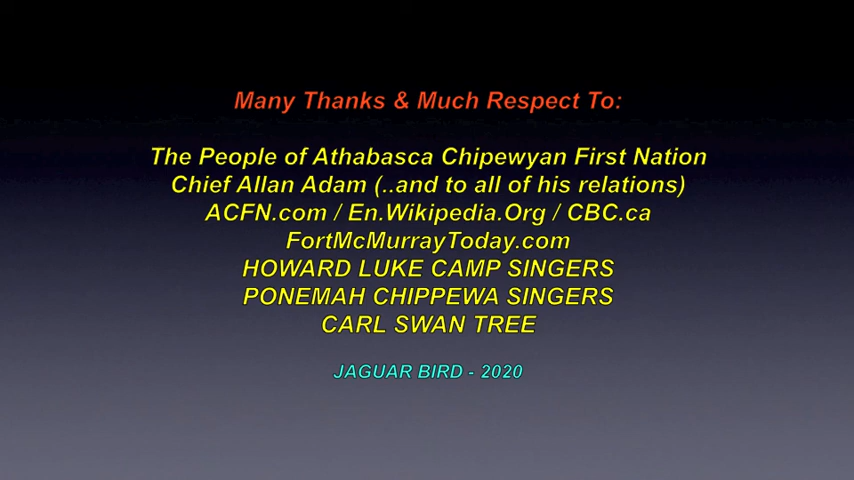 Many Thanks & Much Respect To:
The People of Athabasca Chipewyan First Nation
Chief Allan Adam (..and to all of his relations)
ACFN.com / En.Wikipedia.Org / CBC.ca
FortMcMurrayToday.com
HOWARD LUKE CAMP SINGERS
PONEMAH CHIPPEWA SINGERS
CARL SWAN TREE
JAGUAR BIRD - 2020